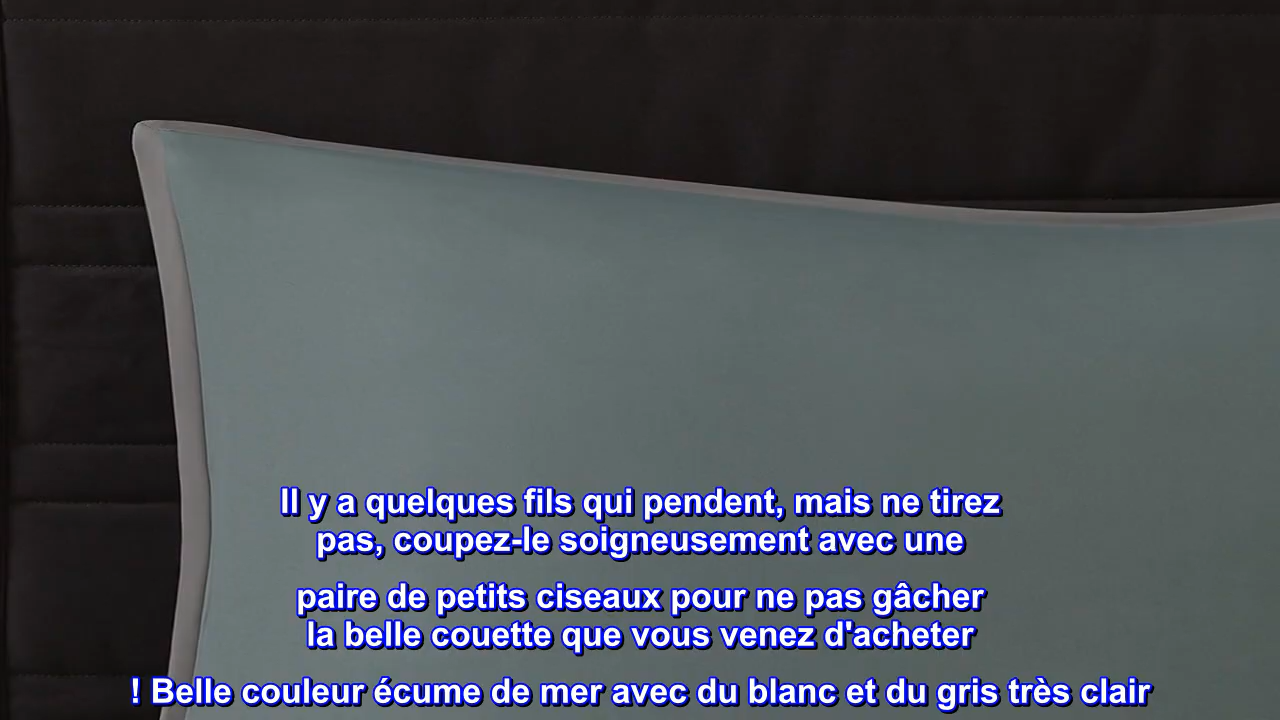 Il y a quelques fils qui pendent, mais ne tirez
pas, coupez-le soigneusement avec une
paire de petits ciseaux pour ne pas gâcher
la belle couette que vous venez d'acheter
! Belle couleur écume de mer avec du blanc et du gris très clair